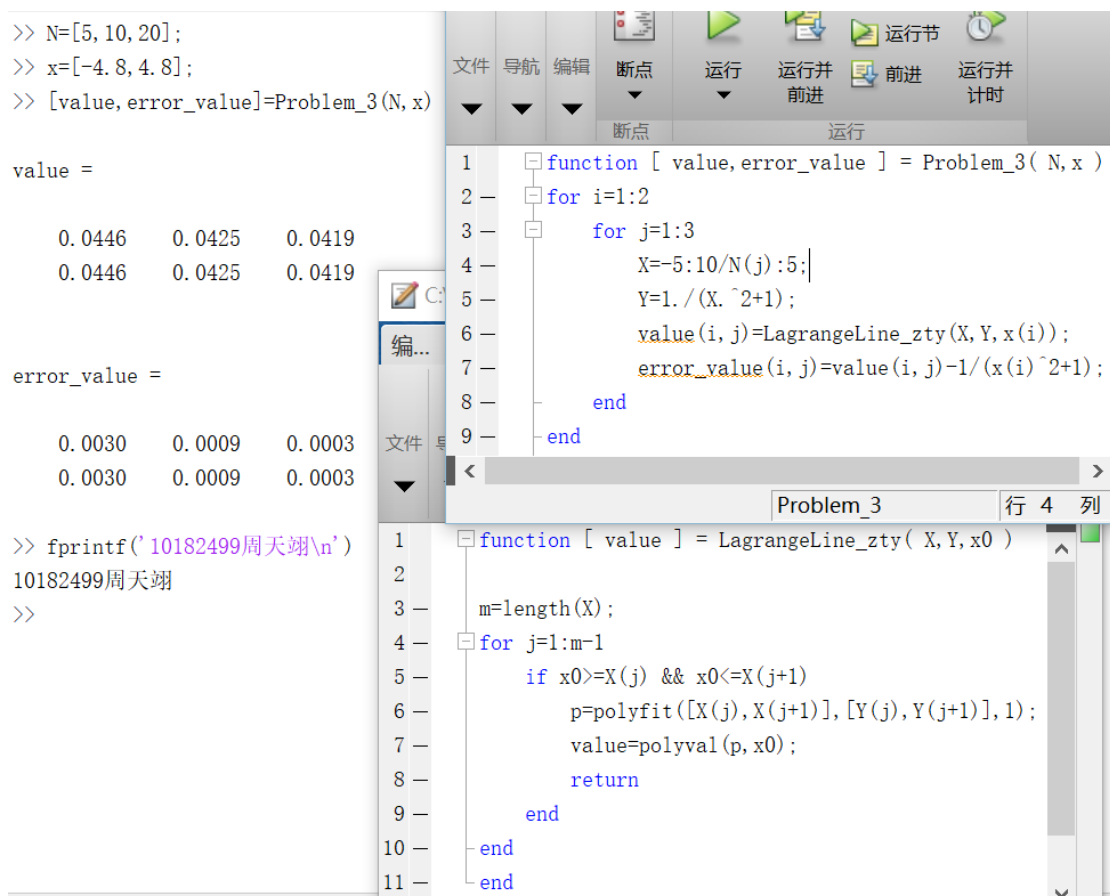 >> N=[5,10,20];
>> x=[-4.8,4.8];
>> [value,error_value]=Problem_3(N,x)
value =
0.0446 0.0425 0.0419
0.0446 0.0425 0.0419
error_value =
0.0030 0.0009 0.0003
0.0030 0.0009 0.0003
>> fprintf('10182499周天翊\n')
10182499周天翊
>>
文件 导航 编辑 断点 运行 运行并前进 运行节 前进 运行并计时
断点 运行
1 function [ value,error_value ] = Problem_3( N,x )
2 — for i=1:2
3 — for j=1:3
4 — X=-5:10/N(j):5;
5 — Y=1./(X.^2+1);
6 — value(i,j)=LagrangeLine_zty(X,Y,x(i));
7 — error_value(i,j)=value(i,j)-1/(x(i)^2+1);
8 — end
9 — end
Problem_3 行 4 列
C:\
编...
文件
1 function [ value ] = LagrangeLine_zty( X,Y,x0 )
2
3 — m=length(X);
4 — for j=1:m-1
5 — if x0>=X(j) && x0<=X(j+1)
6 — p=polyfit([X(j),X(j+1)],[Y(j),Y(j+1)],1);
7 — value=polyval(p,x0);
8 — return
9 — end
10 — end
11 — end